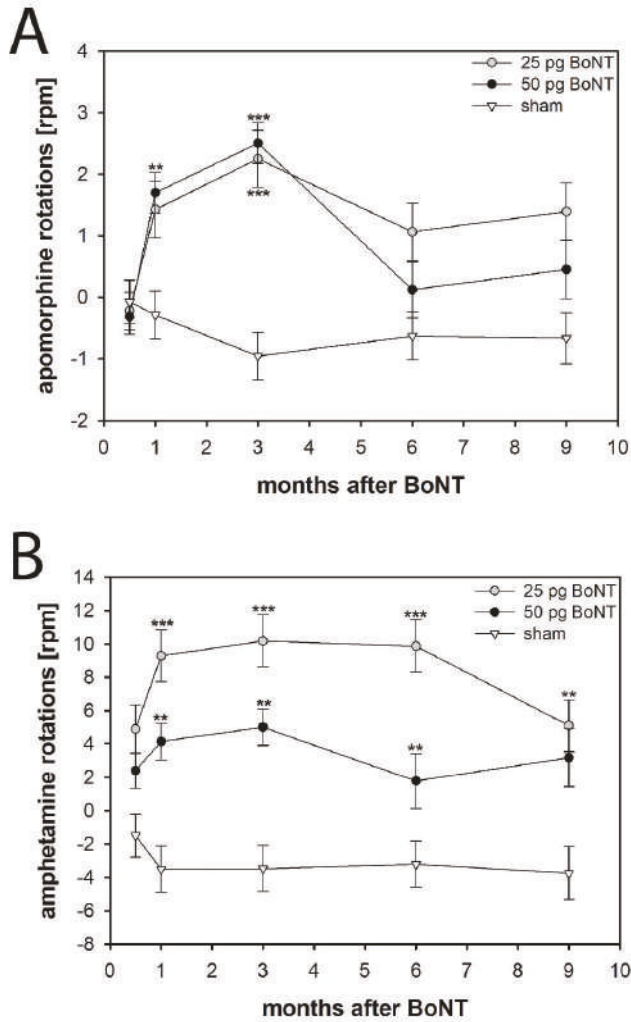 A
apomorphine rotations [rpm]
4
3
2
1
0
-1
-2
25 pg BoNT
50 pg BoNT
sham
**
***
***
0 1 2 3 4 5 6 7 8 9 10
months after BoNT
B
amphetamine rotations [rpm]
14
12
10
8
6
4
2
0
-2
-4
-6
-8
25 pg BoNT
50 pg BoNT
sham
*** *** ***
**
** **
**
0 1 2 3 4 5 6 7 8 9 10
months after BoNT